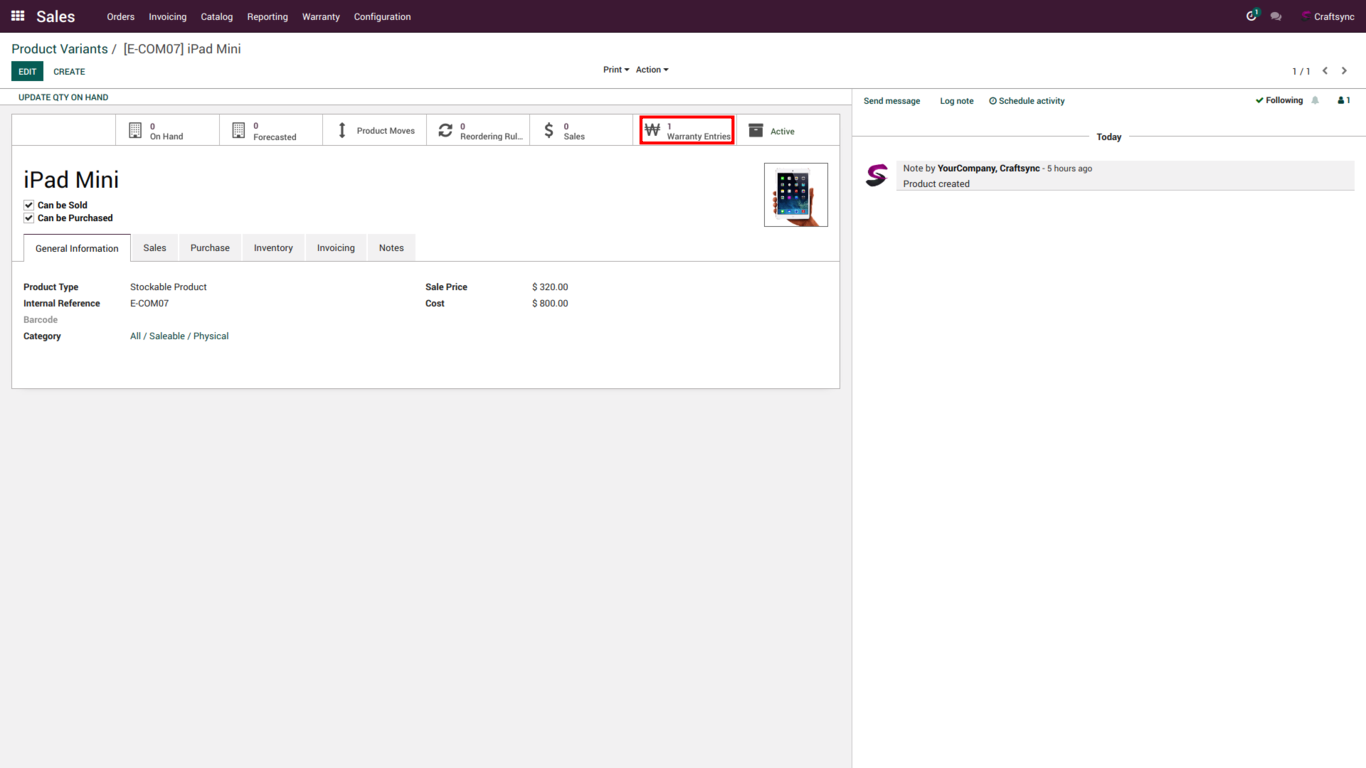 Sales
Orders Invoicing Catalog Reporting Warranty Configuration
1
Craftsync
Product Variants / [E-COM07] iPad Mini
EDIT CREATE
Print Action
1 / 1
UPDATE QTY ON HAND
Send message Log note Schedule activity
Following 1
0
On Hand
0
Forecasted
Product Moves
0
Reordering Rul...
$ 0
Sales
₩ 1
Warranty Entries
Active
Today
Note by YourCompany, Craftsync - 5 hours ago
Product created
iPad Mini
Can be Sold
Can be Purchased
General Information Sales Purchase Inventory Invoicing Notes
Product Type Stockable Product
Internal Reference E-COM07
Barcode
Category All / Saleable / Physical
Sale Price $ 320.00
Cost $ 800.00